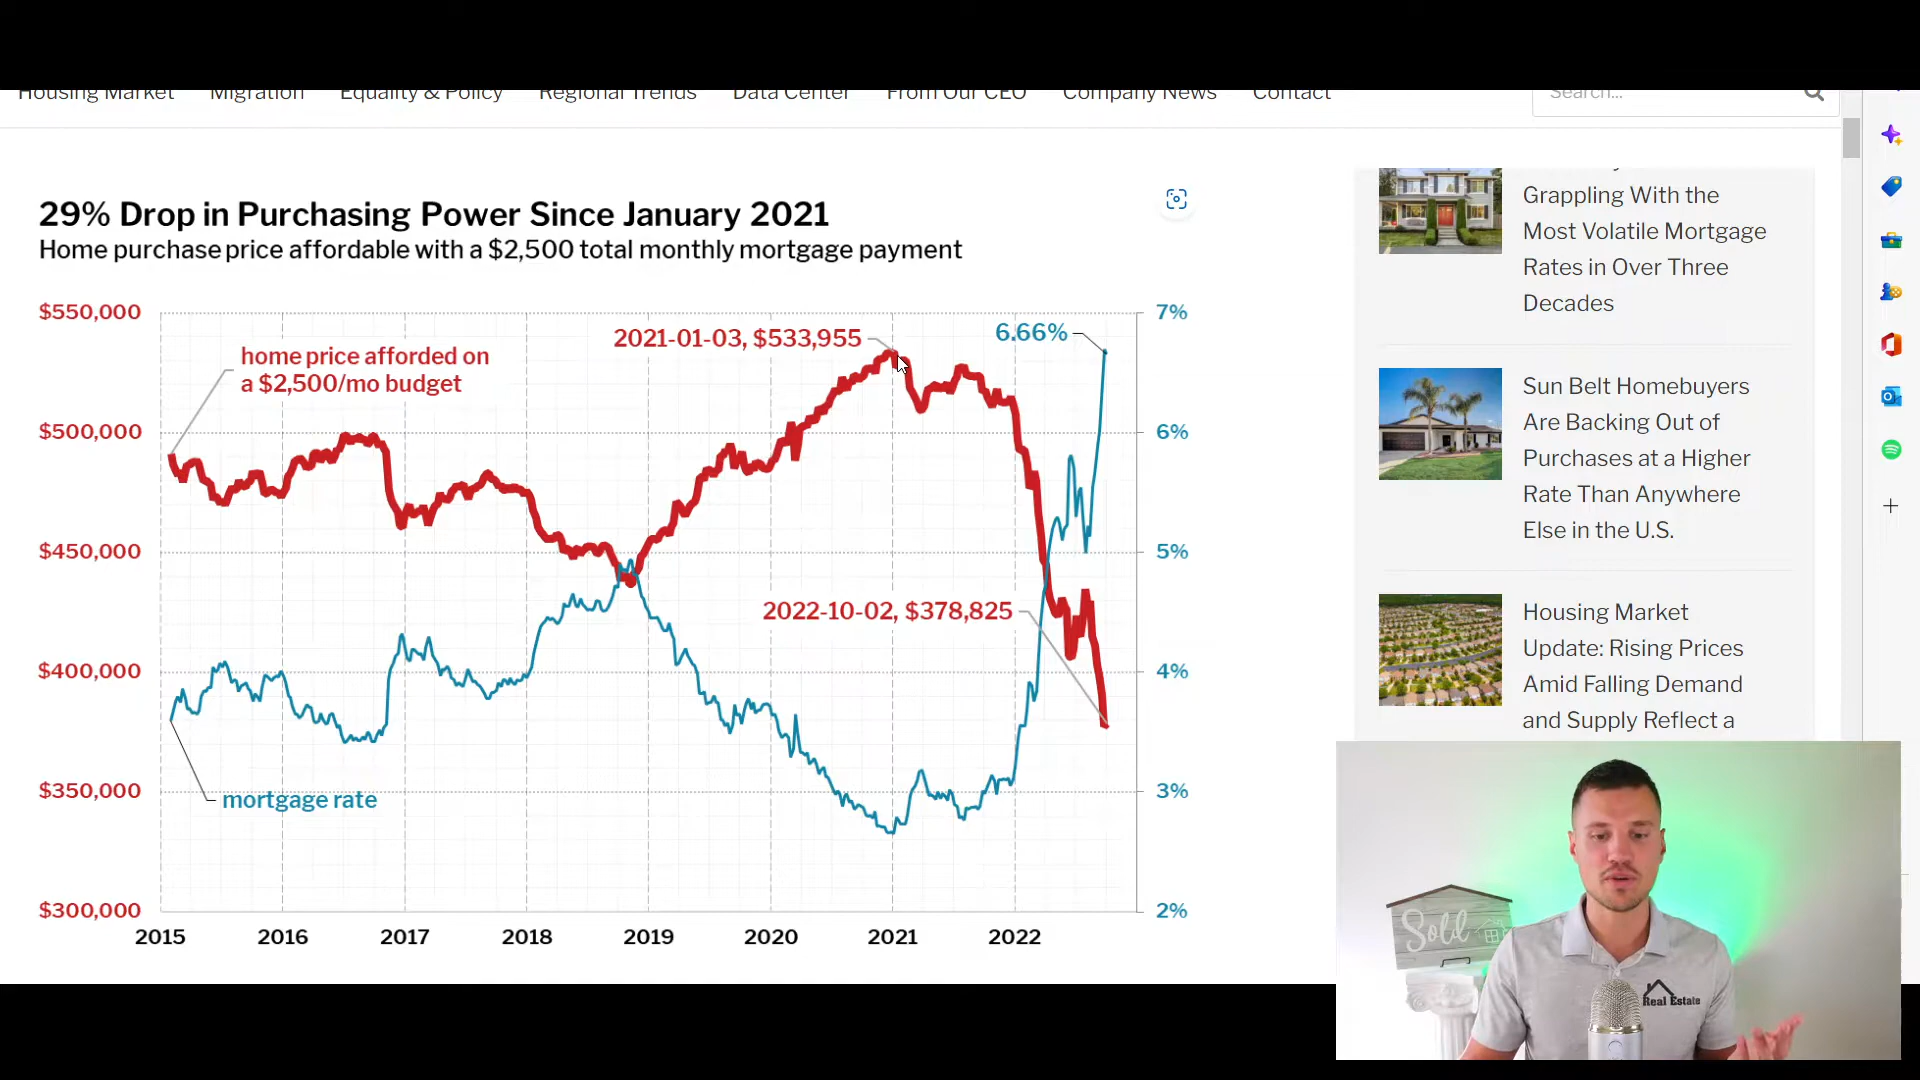 Housing Market Migration Equality & Policy Regional Trends Data Center From Our CEO Company News Contact
Search...
29% Drop in Purchasing Power Since January 2021
Home purchase price affordable with a $2,500 total monthly mortgage payment
$550,000
$500,000
$450,000
$400,000
$350,000
$300,000
home price afforded on
a $2,500/mo budget
2021-01-03, $533,955
6.66%
2022-10-02, $378,825
mortgage rate
7%
6%
5%
4%
3%
2%
2015 2016 2017 2018 2019 2020 2021 2022
Grappling With the
Most Volatile Mortgage
Rates in Over Three
Decades
Sun Belt Homebuyers
Are Backing Out of
Purchases at a Higher
Rate Than Anywhere
Else in the U.S.
Housing Market
Update: Rising Prices
Amid Falling Demand
and Supply Reflect a
Sold
Real Estate